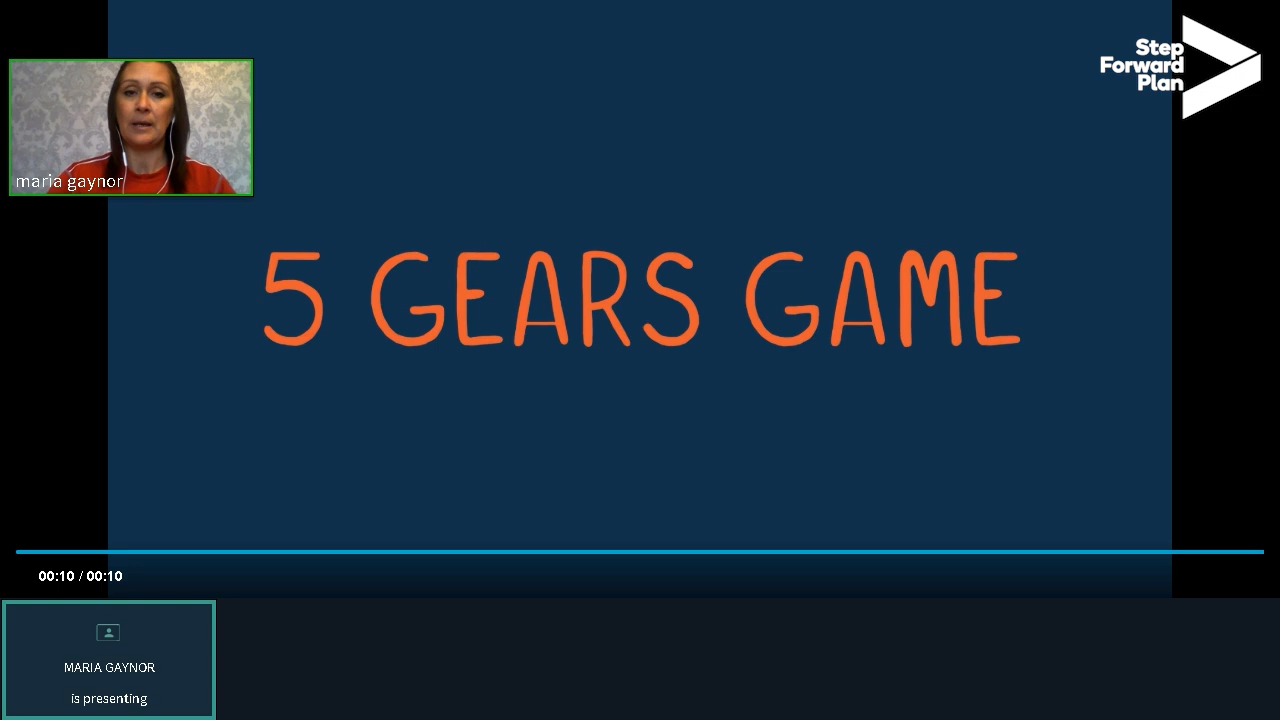 Step
Forward
Plan
maria gaynor
5 GEARS GAME
00:10 / 00:10
MARIA GAYNOR
is presenting